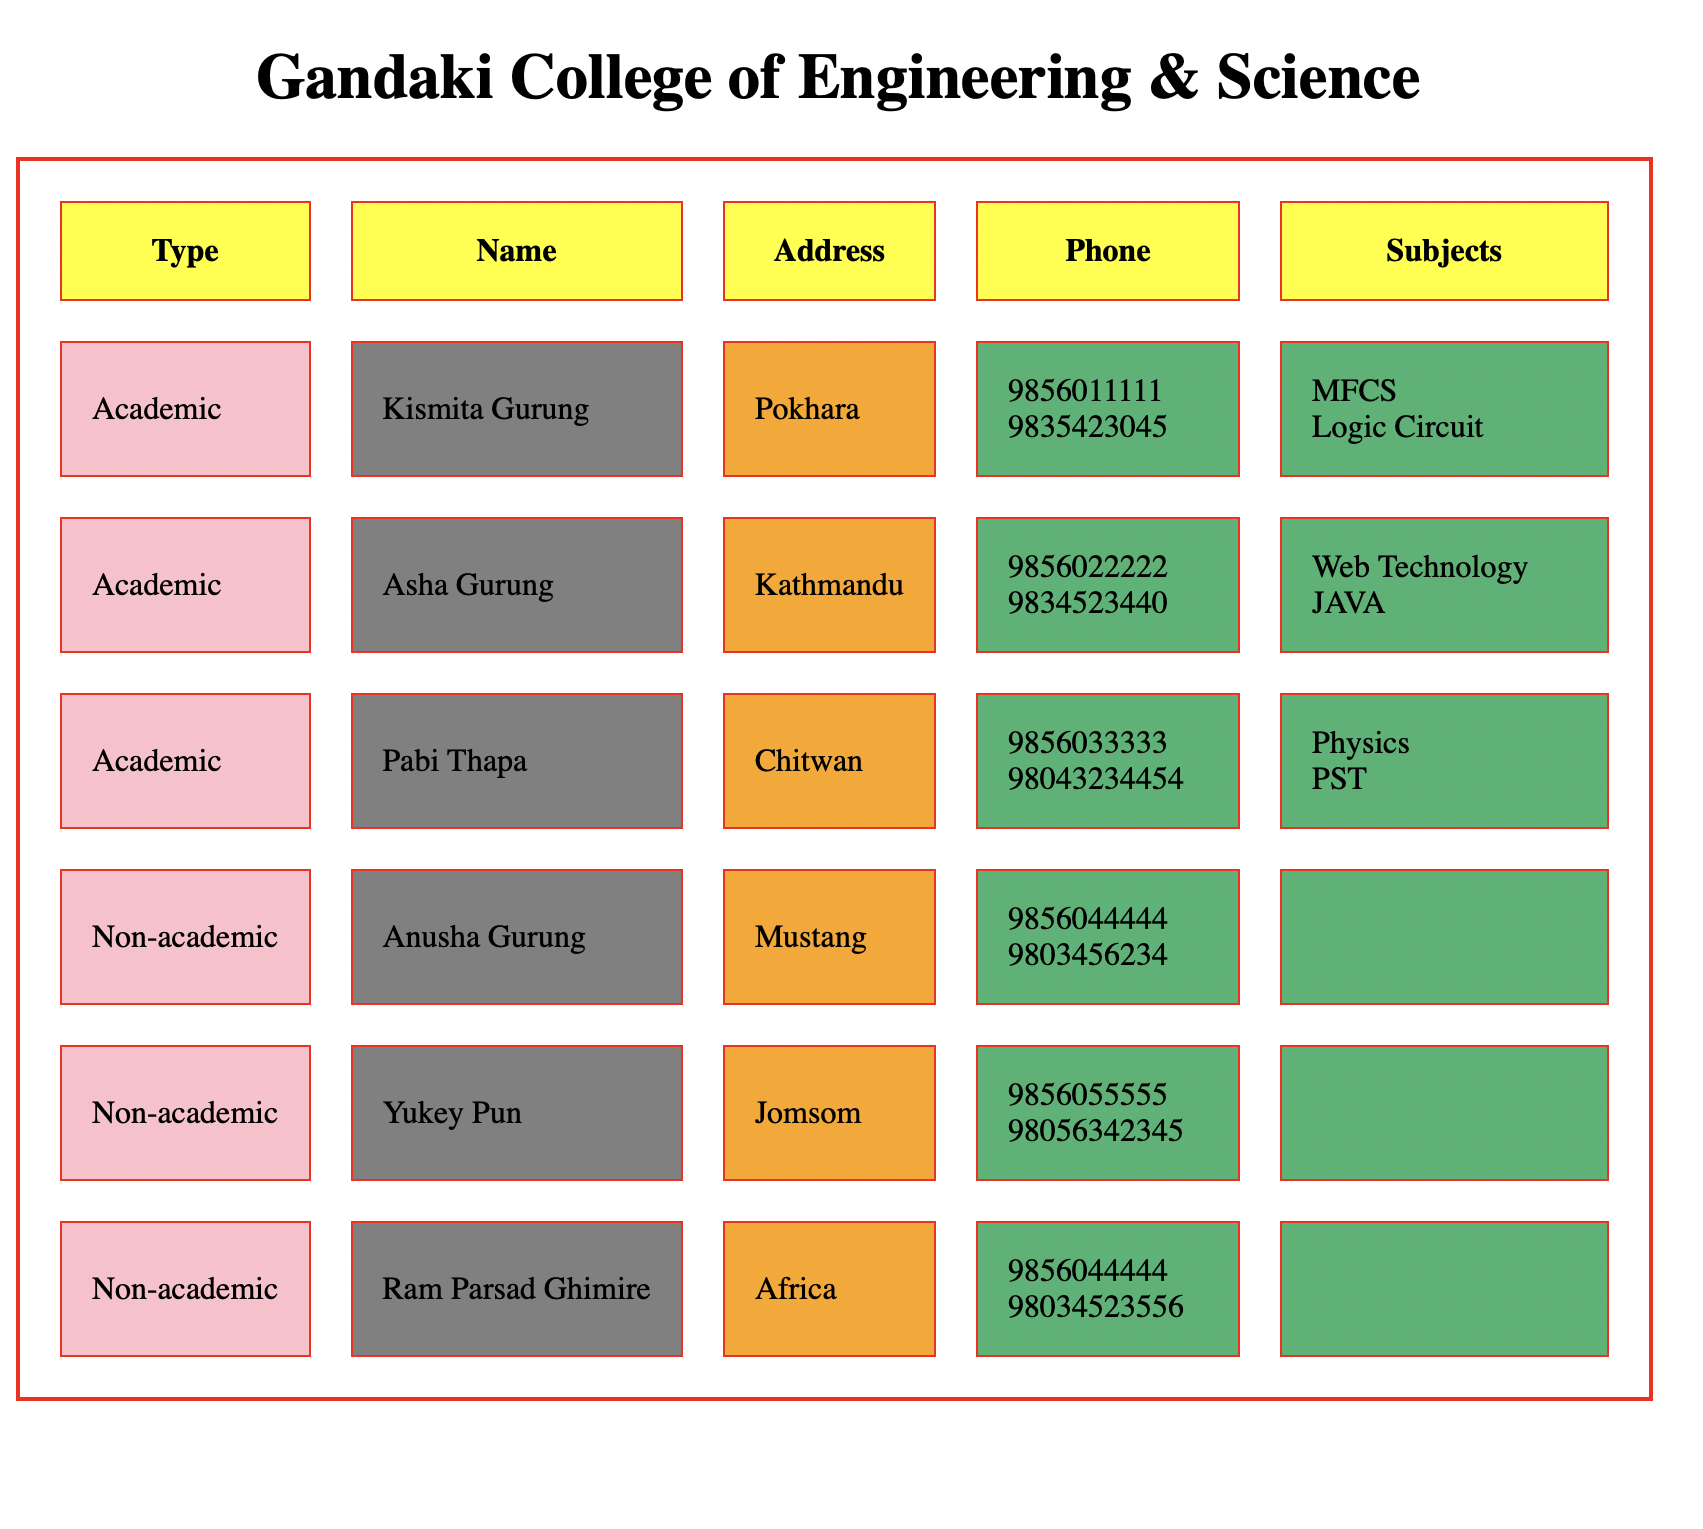 Gandaki College of Engineering & Science
Type Name Address Phone Subjects
Academic Kismita Gurung Pokhara 9856011111 MFCS
9835423045 Logic Circuit
Academic Asha Gurung Kathmandu 9856022222 Web Technology
9834523440 JAVA
Academic Pabi Thapa Chitwan 9856033333 Physics
98043234454 PST
Non-academic Anusha Gurung Mustang 9856044444
9803456234
Non-academic Yukey Pun Jomsom 9856055555
98056342345
Non-academic Ram Parsad Ghimire Africa 9856044444
98034523556